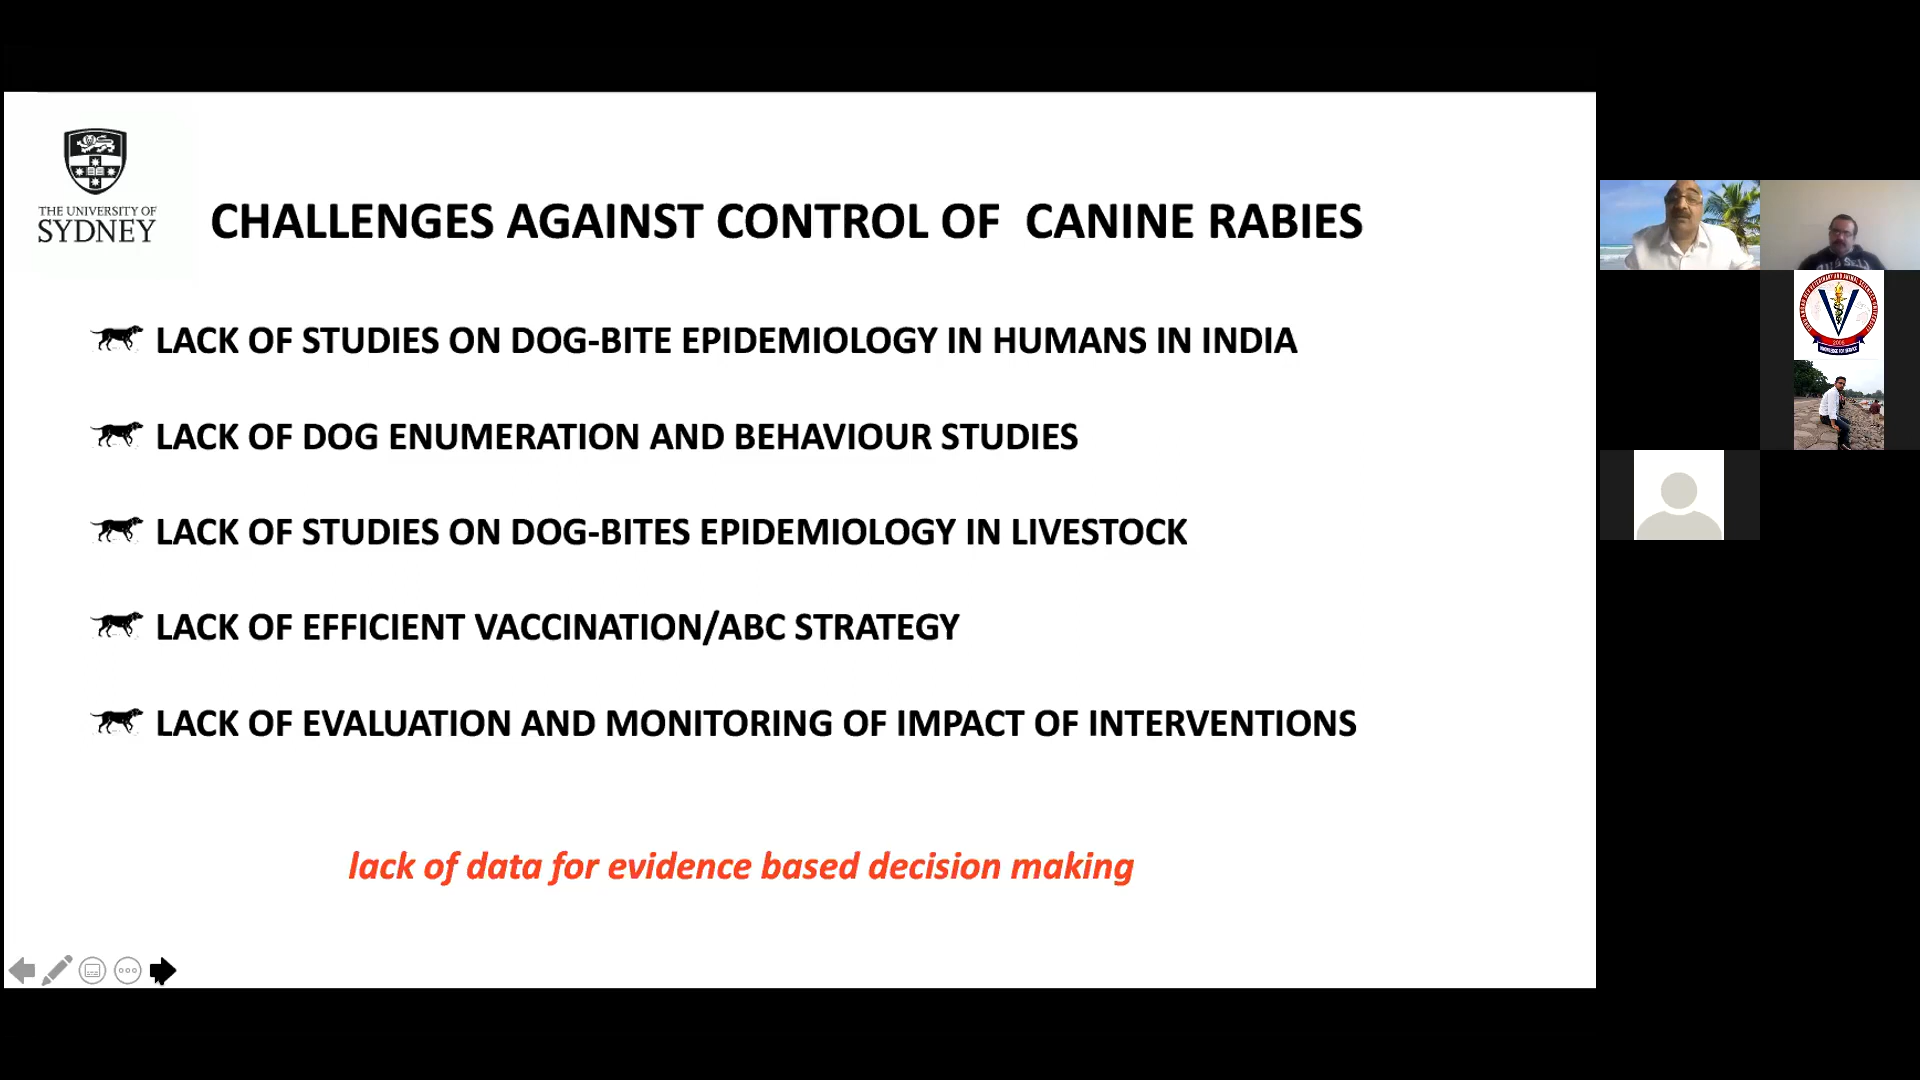 THE UNIVERSITY OF
SYDNEY
CHALLENGES AGAINST CONTROL OF CANINE RABIES
LACK OF STUDIES ON DOG-BITE EPIDEMIOLOGY IN HUMANS IN INDIA
LACK OF DOG ENUMERATION AND BEHAVIOUR STUDIES
LACK OF STUDIES ON DOG-BITES EPIDEMIOLOGY IN LIVESTOCK
LACK OF EFFICIENT VACCINATION/ABC STRATEGY
LACK OF EVALUATION AND MONITORING OF IMPACT OF INTERVENTIONS
lack of data for evidence based decision making